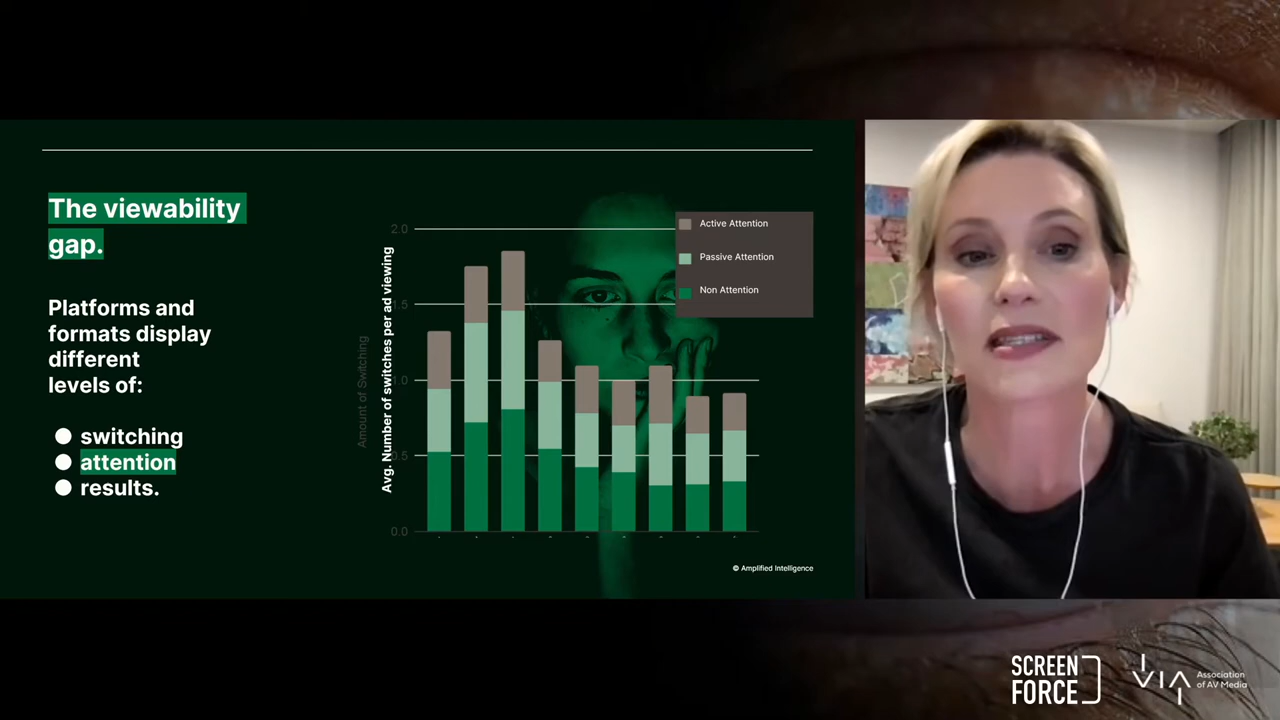 The viewability
gap.
Platforms and
formats display
different
levels of:
● switching
● attention
● results.
Amount of Switching
Avg. Number of switches per ad viewing
2.0
1.5
1.0
0.5
0.0
Active Attention
Passive Attention
Non Attention
© Amplified Intelligence
SCREEN
FORCE
VIA
Association
of AV Media